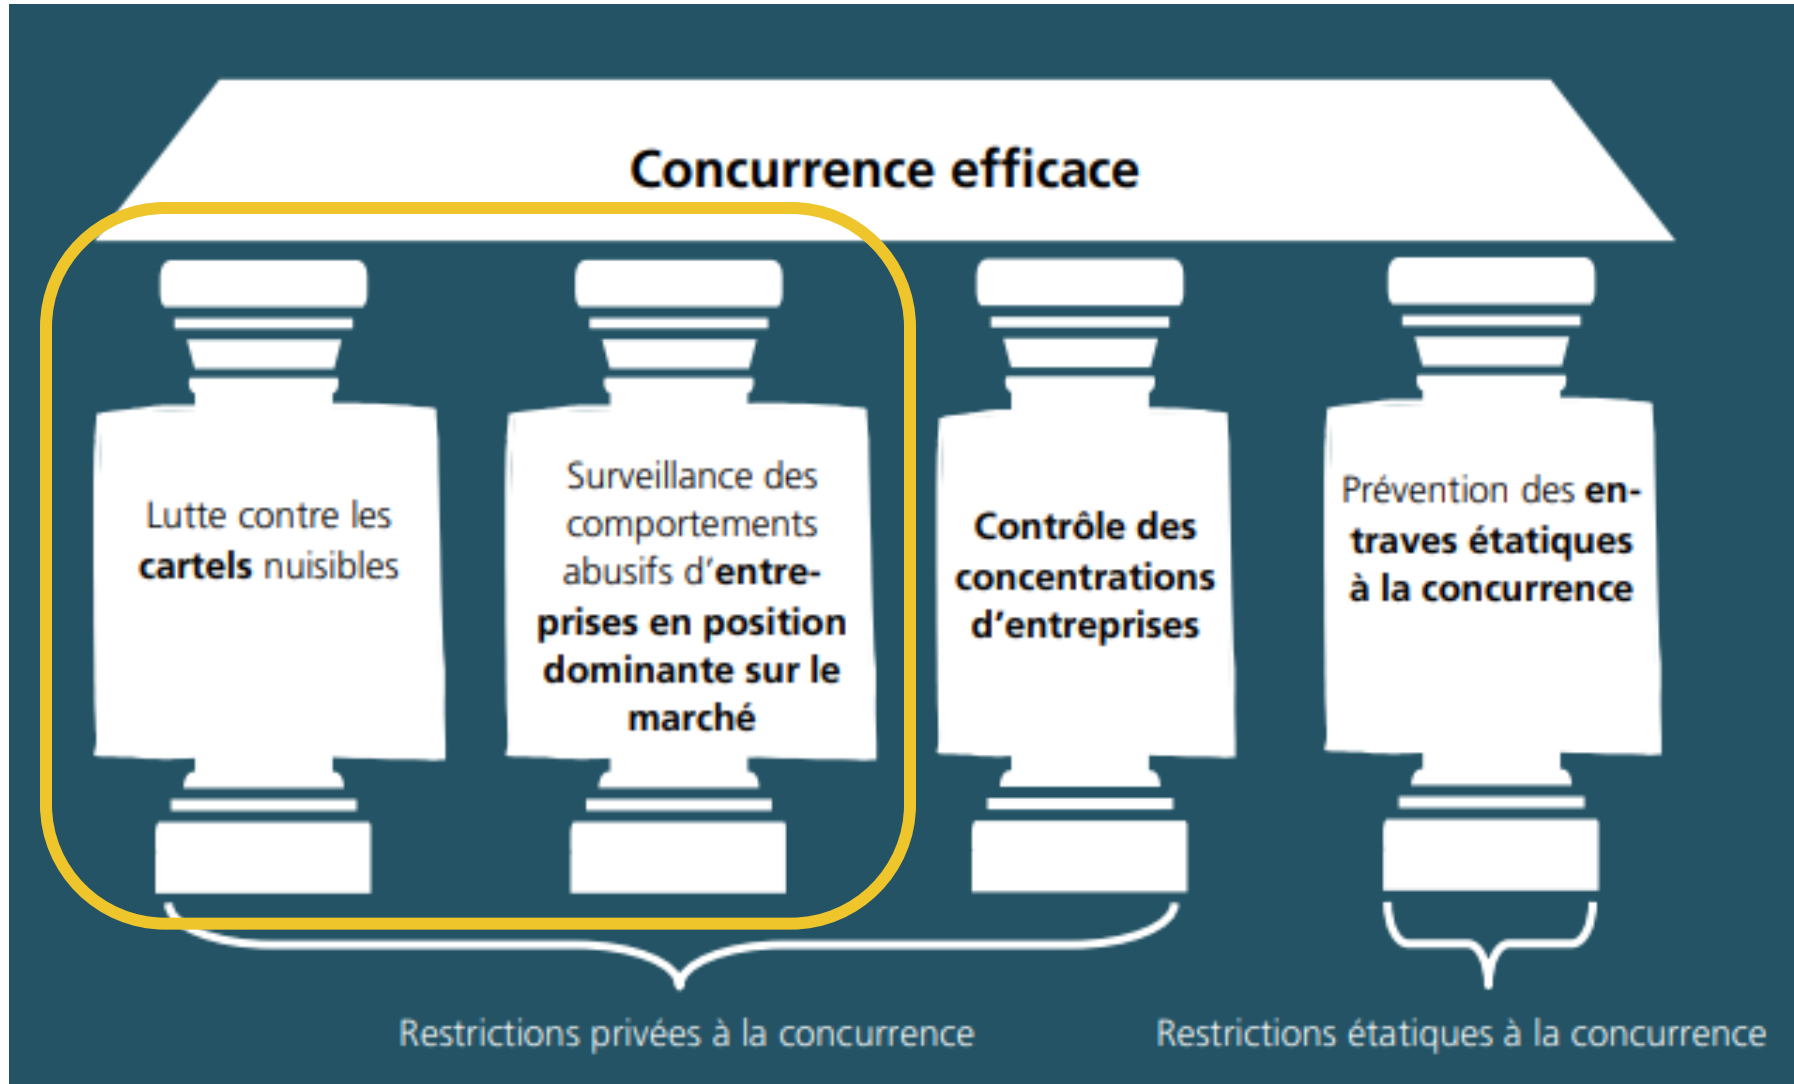 Concurrence efficace
Lutte contre les
cartels nuisibles
Surveillance des
comportements
abusifs d’entre-
prises en position
dominante sur le
marché
Contrôle des
concentrations
d’entreprises
Prévention des en-
traves étatiques
à la concurrence
Restrictions privées à la concurrence
Restrictions étatiques à la concurrence